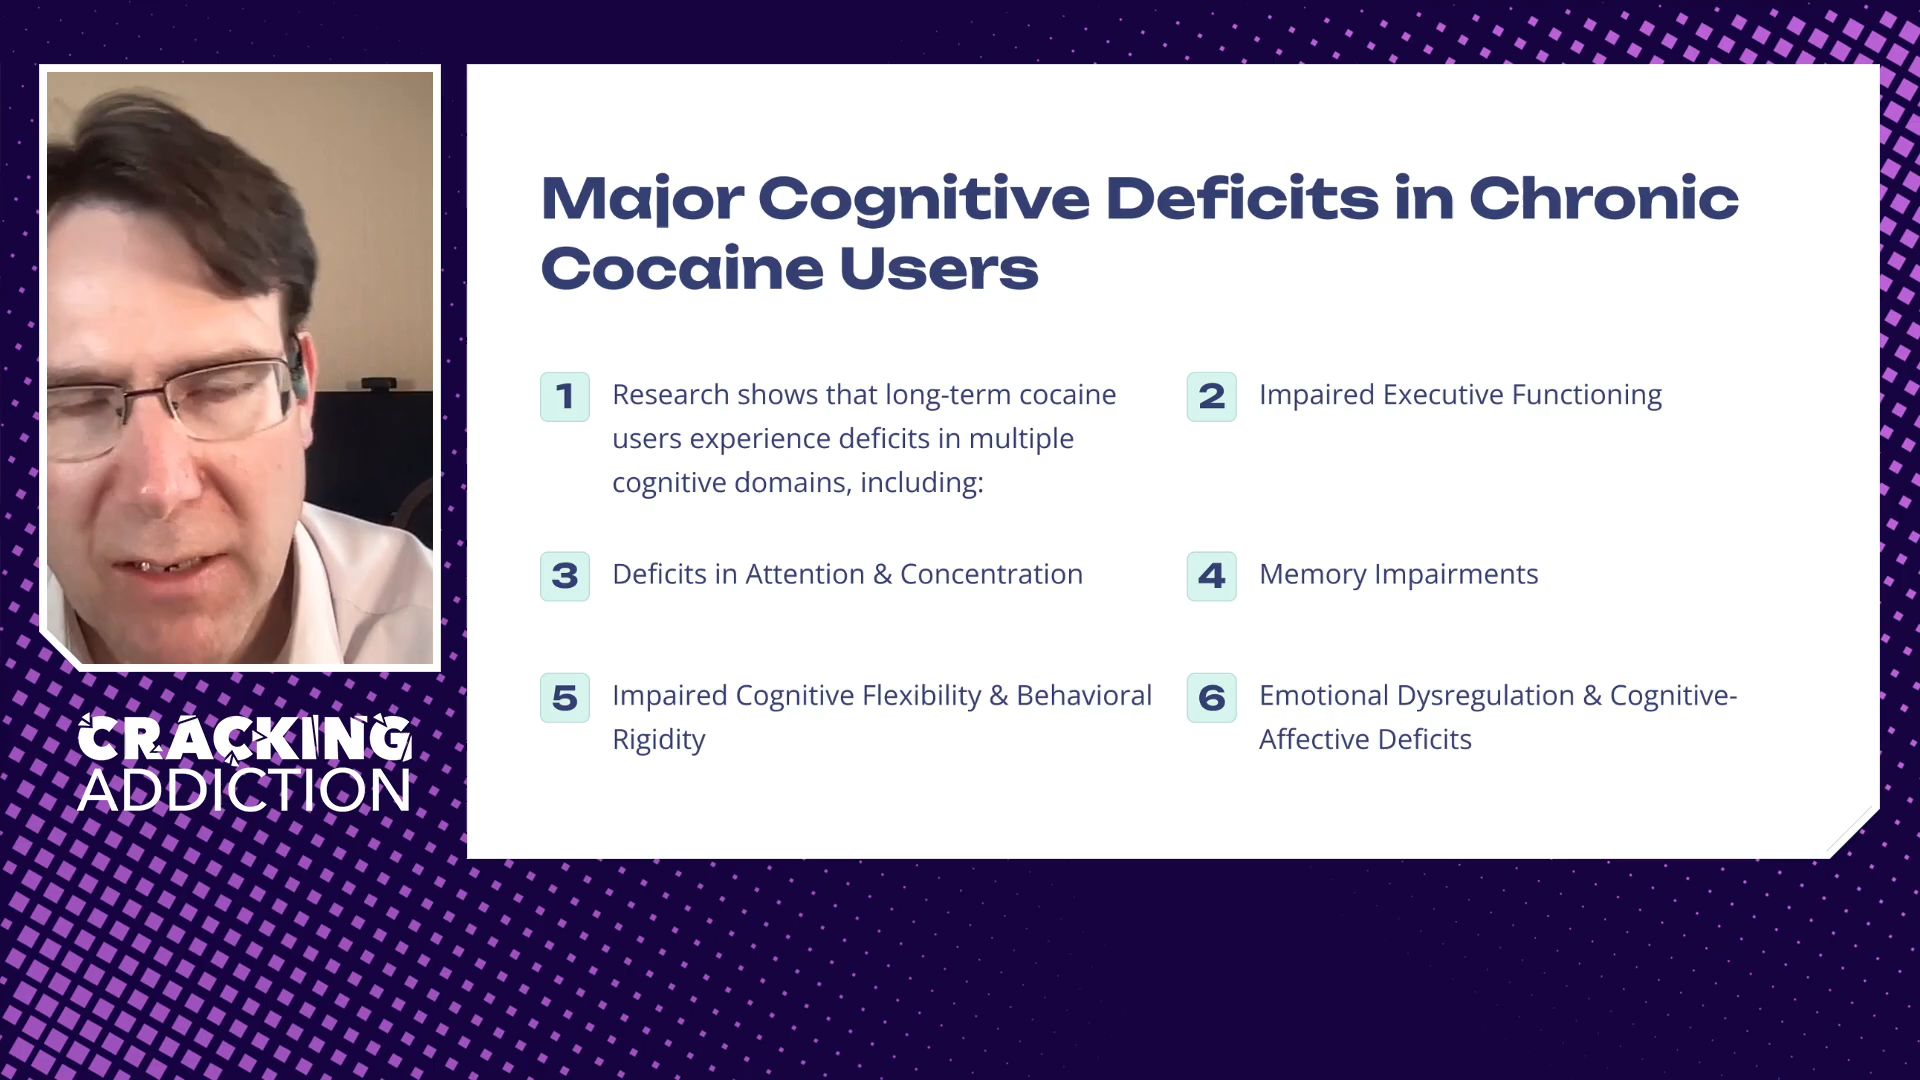 Major Cognitive Deficits in Chronic
Cocaine Users
1 Research shows that long-term cocaine
users experience deficits in multiple
cognitive domains, including:
2 Impaired Executive Functioning
3 Deficits in Attention & Concentration
4 Memory Impairments
5 Impaired Cognitive Flexibility & Behavioral
Rigidity
6 Emotional Dysregulation & Cognitive-
Affective Deficits
CRACKING
ADDICTION